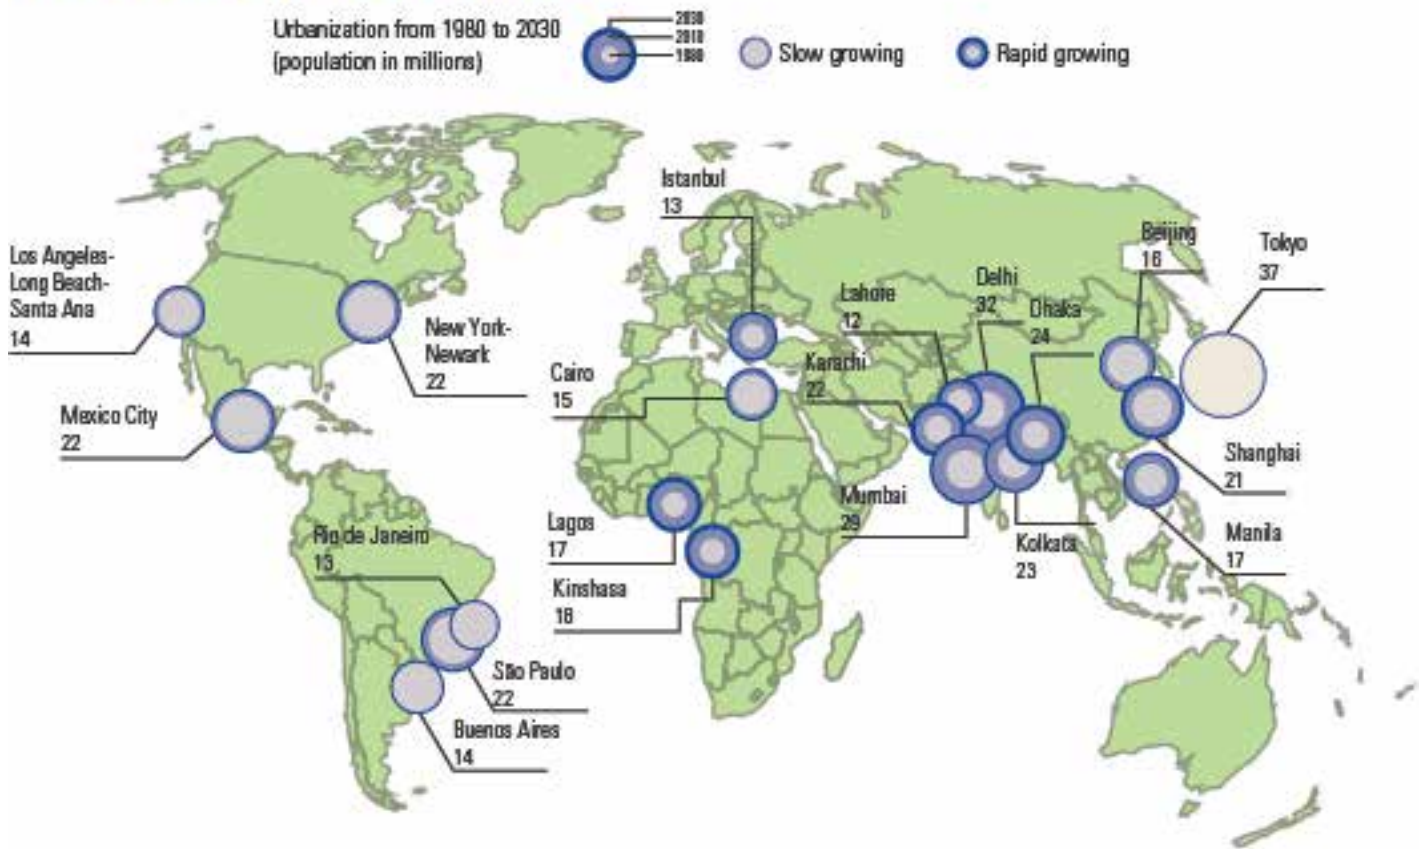 Urbanization from 1980 to 2030
(population in millions)
2030
2010
1980
Slow growing
Rapid growing
Istanbul
13
Los Angeles-
Long Beach-
Santa Ana
14
New York-
Newark
22
Mexico City
22
Cairo
15
Lahore
12
Karachi
22
Delhi
32
Dhaka
24
Beijing
16
Tokyo
37
Shanghai
21
Manila
17
Kolkata
23
Mumbai
29
Lagos
17
Kinshasa
16
Rio de Janeiro
13
São Paulo
22
Buenos Aires
14